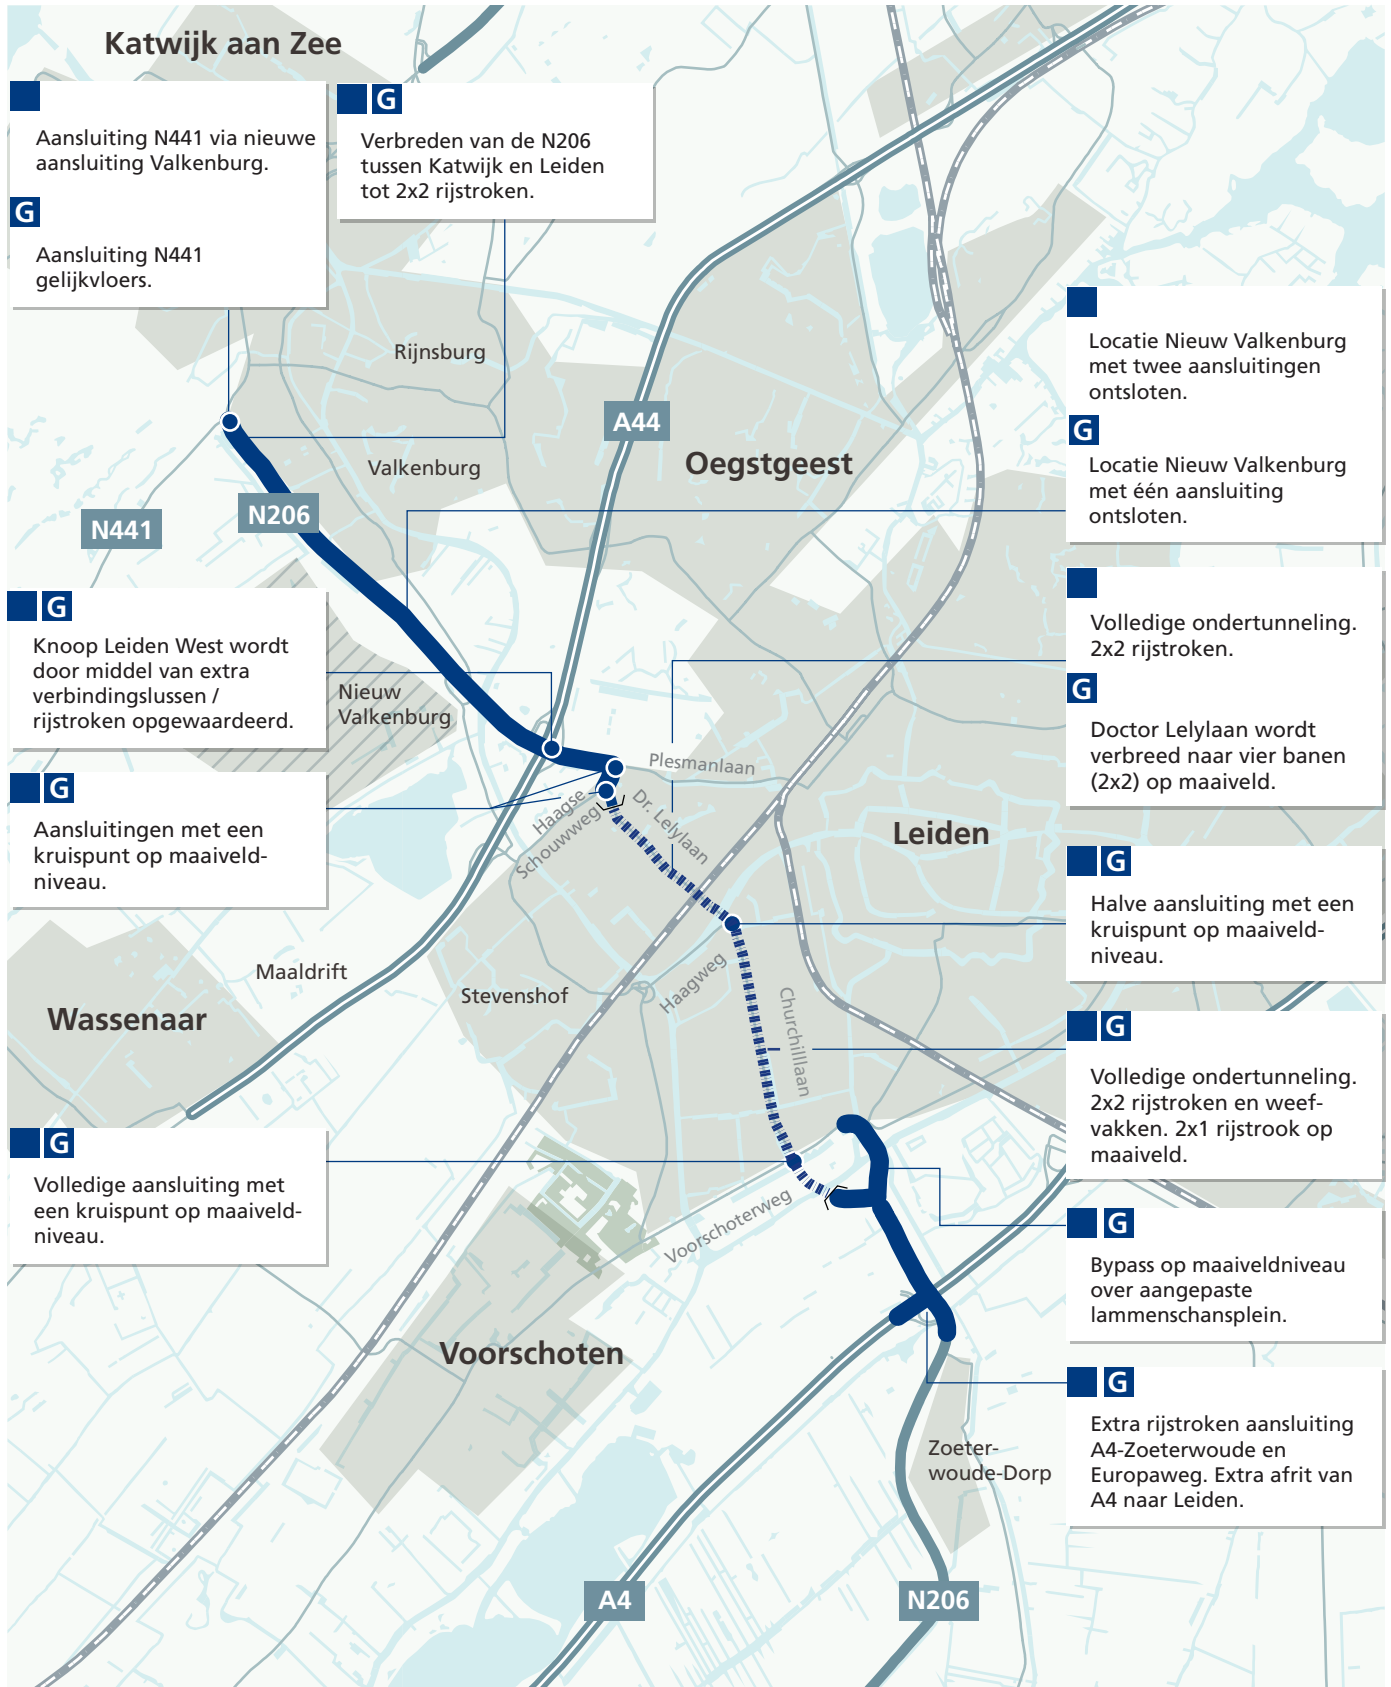 Katwijk aan Zee
Aansluiting N441 via nieuwe
aansluiting Valkenburg.
G
Aansluiting N441
gelijkvloers.
G
Verbreden van de N206
tussen Katwijk en Leiden
tot 2x2 rijstroken.
Rijnsburg
A44
Valkenburg
Oegstgeest
N206
N441
Locatie Nieuw Valkenburg
met twee aansluitingen
ontsloten.
G
Locatie Nieuw Valkenburg
met één aansluiting
ontsloten.
G
Knoop Leiden West wordt
door middel van extra
verbindingslussen /
rijstroken opgewaardeerd.
Nieuw
Valkenburg
Volledige ondertunneling.
2x2 rijstroken.
G
Doctor Lelylaan wordt
verbreed naar vier banen
(2x2) op maaiveld.
G
Aansluitingen met een
kruispunt op maaiveld-
niveau.
Plesmanlaan
Haagse
Schouwweg
Dr. Lelylaan
Leiden
G
Halve aansluiting met een
kruispunt op maaiveld-
niveau.
Maaldrift
Stevenshof
Haagweg
Churchilllaan
Wassenaar
G
Volledige ondertunneling.
2x2 rijstroken en weef-
vakken. 2x1 rijstrook op
maaiveld.
G
Volledige aansluiting met
een kruispunt op maaiveld-
niveau.
Voorschoterweg
G
Bypass op maaiveldniveau
over aangepaste
lammenschansplein.
Voorschoten
G
Extra rijstroken aansluiting
A4-Zoeterwoude en
Europaweg. Extra afrit van
A4 naar Leiden.
Zoeter-
woude-Dorp
A4
N206